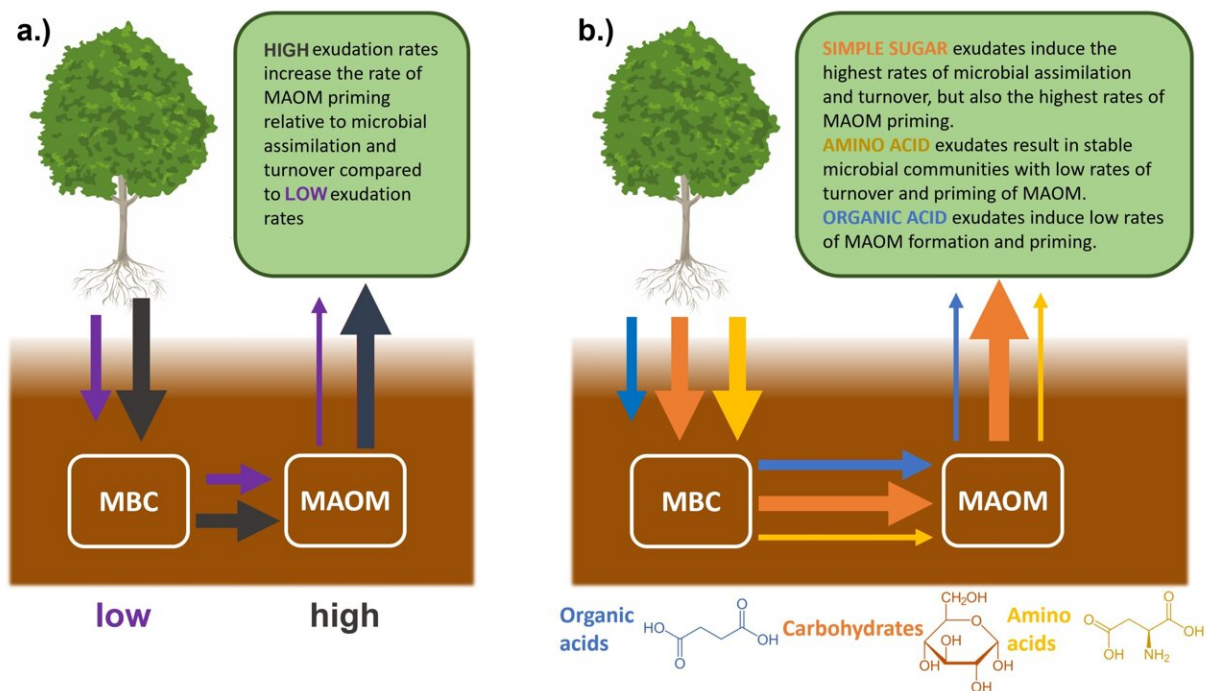 a.)
HIGH exudation rates
increase the rate of
MAOM priming
relative to microbial
assimilation and
turnover compared
to LOW exudation
rates
MBC
MAOM
low
high
b.)
SIMPLE SUGAR exudates induce the
highest rates of microbial assimilation
and turnover, but also the highest rates of
MAOM priming.
AMINO ACID exudates result in stable
microbial communities with low rates of
turnover and priming of MAOM.
ORGANIC ACID exudates induce low rates
of MAOM formation and priming.
MBC
MAOM
Organic
acids
O
HO
OH
O
Carbohydrates
CH₂OH
O
OH
OH
OH
OH
Amino
acids
O
O
OH
OH
NH₂